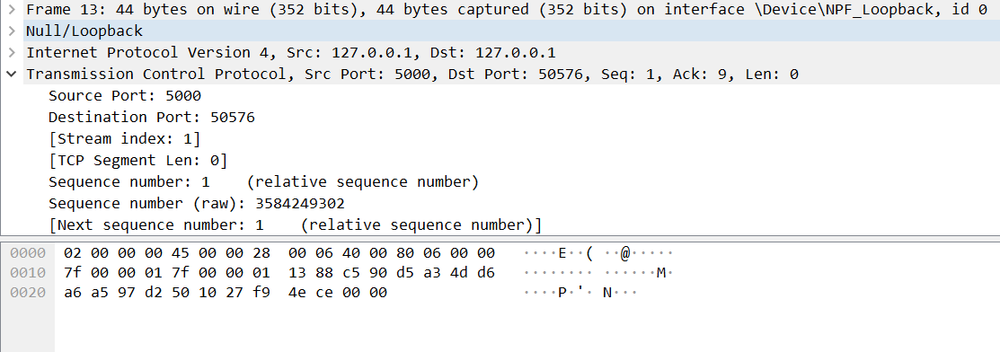 Frame 13: 44 bytes on wire (352 bits), 44 bytes captured (352 bits) on interface \Device\NPF_Loopback, id 0
Null/Loopback
Internet Protocol Version 4, Src: 127.0.0.1, Dst: 127.0.0.1
Transmission Control Protocol, Src Port: 5000, Dst Port: 50576, Seq: 1, Ack: 9, Len: 0
Source Port: 5000
Destination Port: 50576
[Stream index: 1]
[TCP Segment Len: 0]
Sequence number: 1    (relative sequence number)
Sequence number (raw): 3584249302
[Next sequence number: 1    (relative sequence number)]
0000  02 00 00 00 45 00 00 28  00 06 40 00 80 06 00 00   ····E··( ··@·····
0010  7f 00 00 01 7f 00 00 01  13 88 c5 90 d5 a3 4d d6   ········ ······M·
0020  a6 a5 97 d2 50 10 27 f9  4e ce 00 00   ····P·'· N···